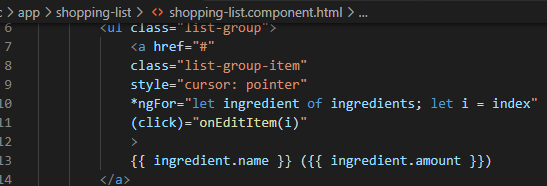 c > app > shopping-list > <> shopping-list.component.html > ...
6 <ul class="list-group">
7 <a href="#"
8 class="list-group-item"
9 style="cursor: pointer"
10 *ngFor="let ingredient of ingredients; let i = index"
11 (click)="onEditItem(i)"
12 >
13 {{ ingredient.name }} ({{ ingredient.amount }})
14 </a>